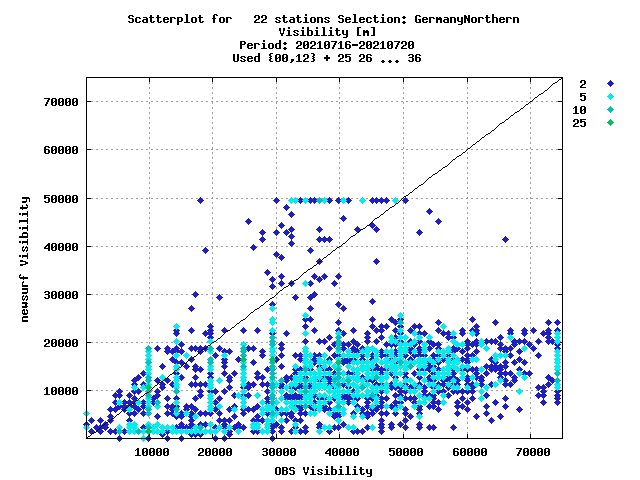 Scatterplot for 22 stations Selection: GermanyNorthern
Visibility [m]
Period: 20210716-20210720
Used {00,12} + 25 26 ... 36
2
5
10
25
70000
60000
50000
40000
30000
20000
10000
newsurf Visibility
10000 20000 30000 40000 50000 60000 70000
OBS Visibility